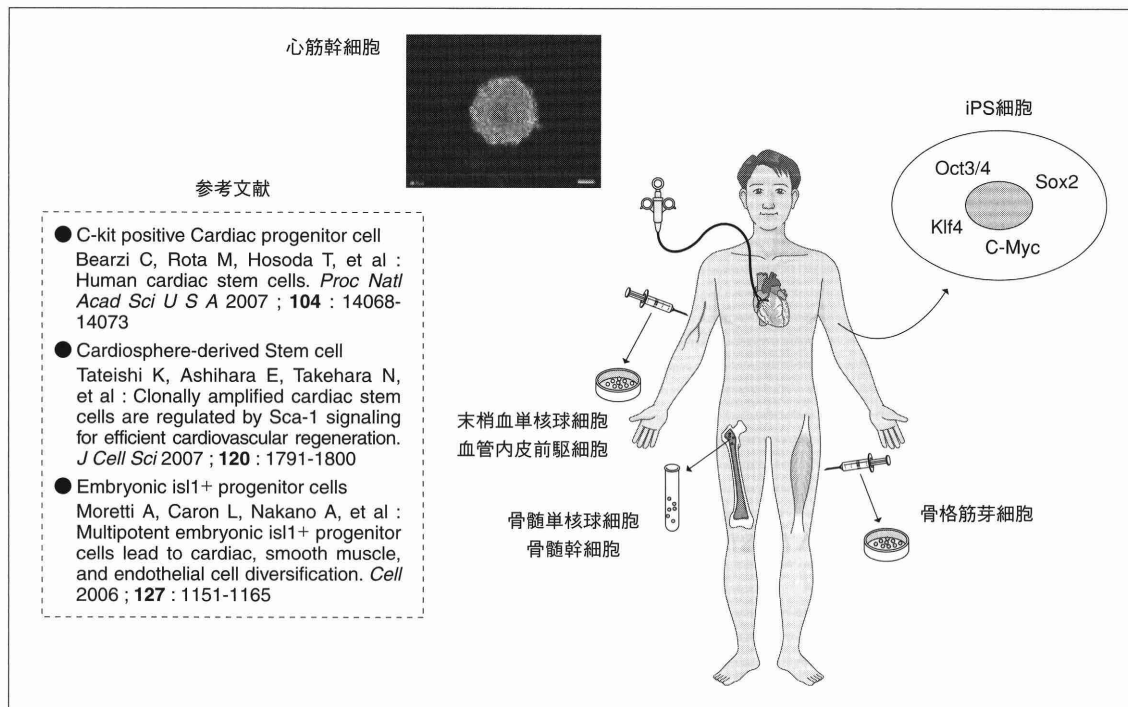 心筋幹細胞
iPS細胞
Oct3/4
Sox2
Klf4
C-Myc
参考文献
● C-kit positive Cardiac progenitor cell
Bearzi C, Rota M, Hosoda T, et al :
Human cardiac stem cells. Proc Natl
Acad Sci U S A 2007 ; 104 : 14068-
14073
● Cardiosphere-derived Stem cell
Tateishi K, Ashihara E, Takehara N,
et al : Clonally amplified cardiac stem
cells are regulated by Sca-1 signaling
for efficient cardiovascular regeneration.
J Cell Sci 2007 ; 120 : 1791-1800
● Embryonic isl1+ progenitor cells
Moretti A, Caron L, Nakano A, et al :
Multipotent embryonic isl1+ progenitor
cells lead to cardiac, smooth muscle,
and endothelial cell diversification. Cell
2006 ; 127 : 1151-1165
末梢血単核球細胞
血管内皮前駆細胞
骨髄単核球細胞
骨髄幹細胞
骨格筋芽細胞